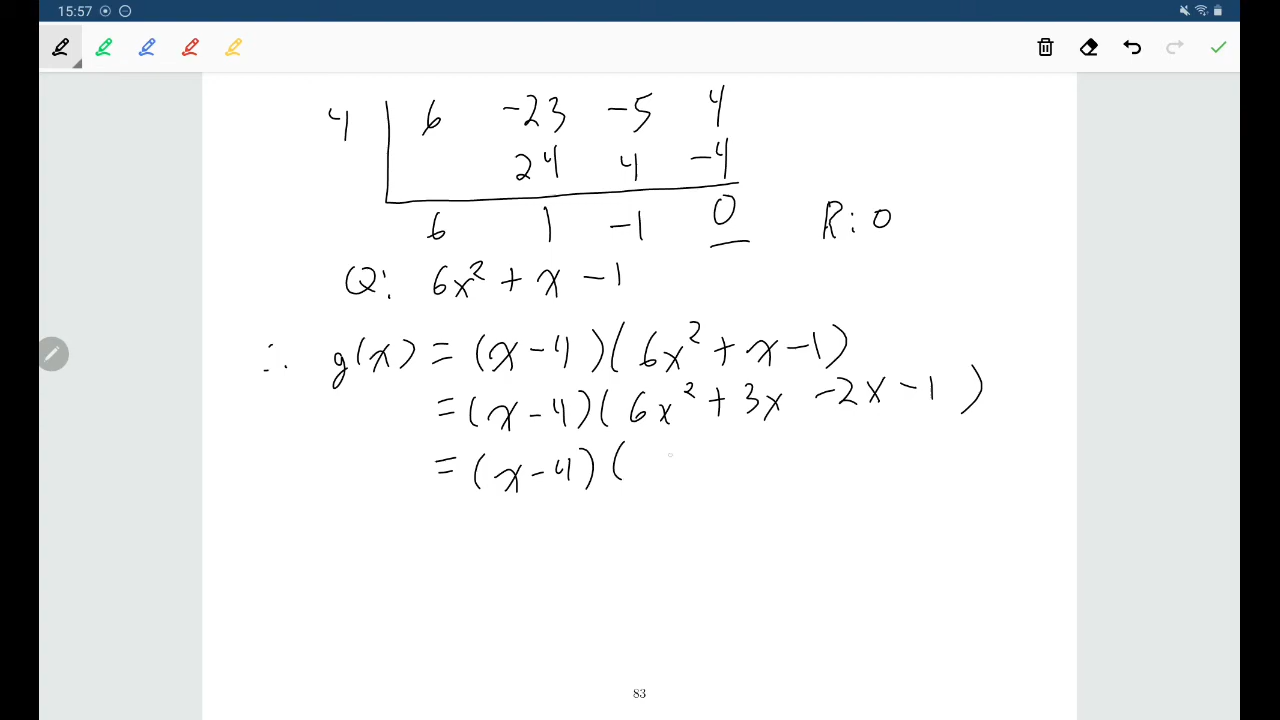 15:57
4 | 6 -23 -5 4
24 4 -4
6 1 -1 0 R: 0
Q: 6x² + x - 1
∴ g(x) = (x-4)(6x² + x - 1)
= (x-4)(6x² + 3x - 2x - 1)
= (x-4)(
83